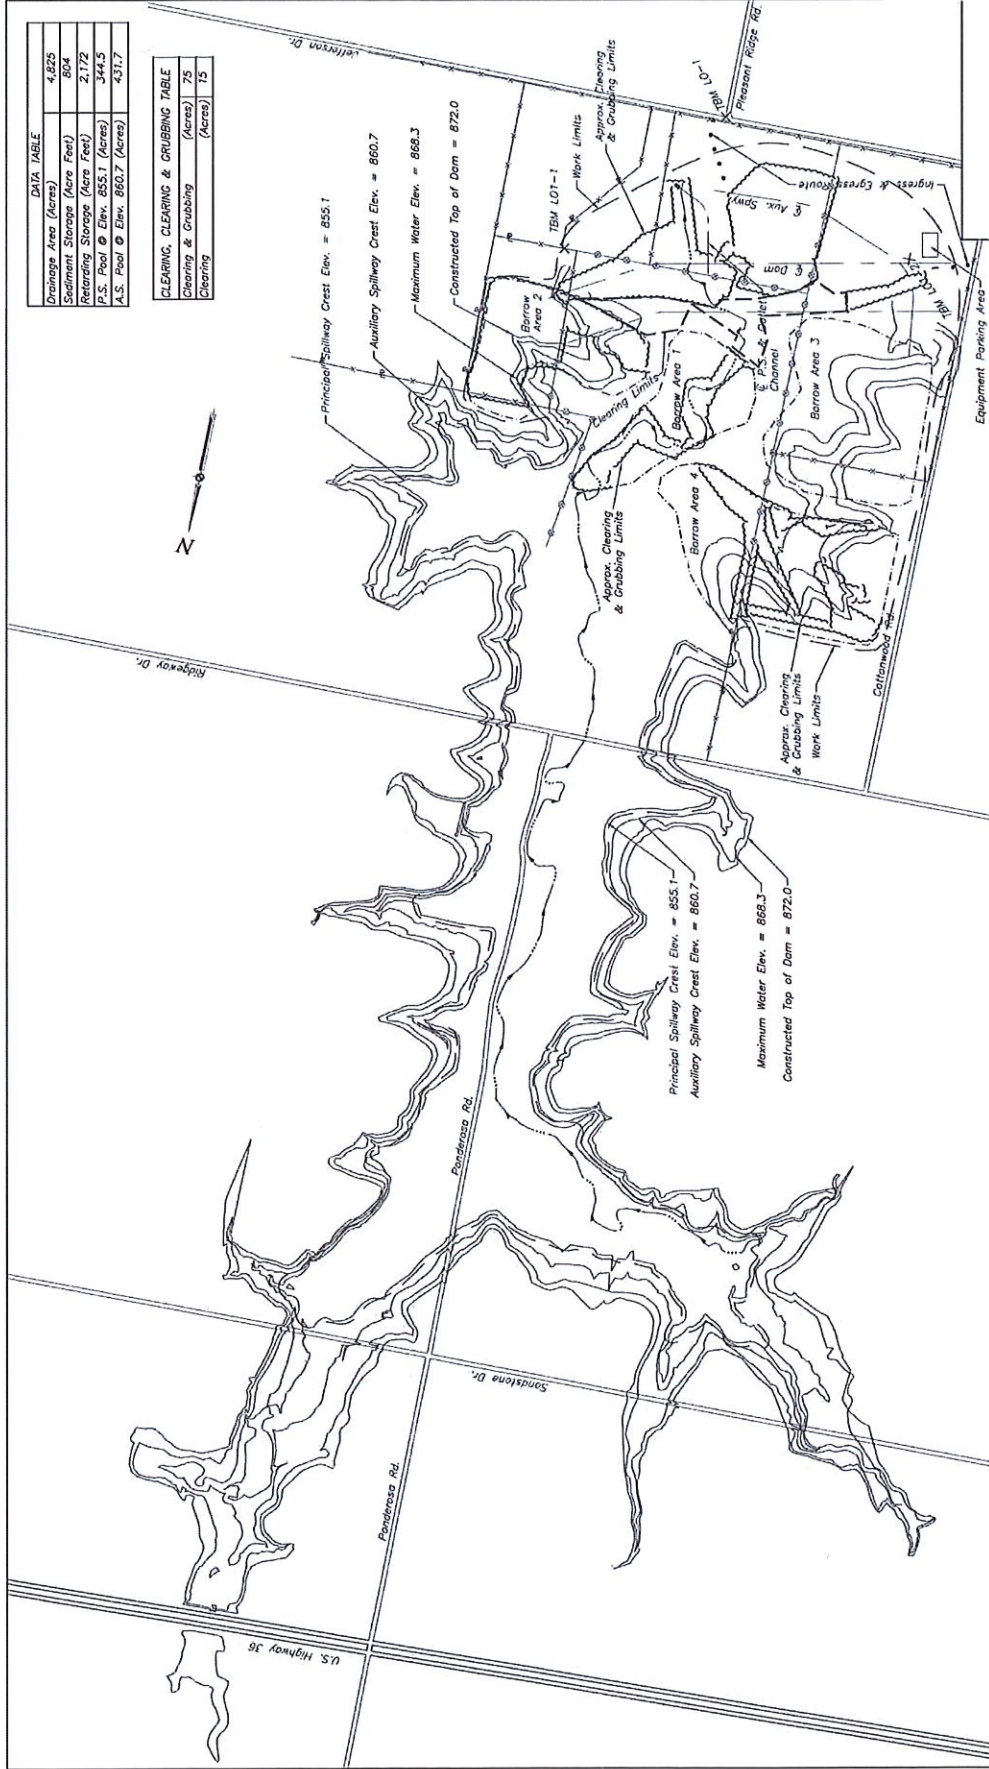 DATA TABLE
Drainage Area (Acres) 4,825
Sediment Storage (Acre Feet) 804
Retarding Storage (Acre Feet) 2,172
P.S. Pool @ Elev. 855.1 (Acres) 344.5
A.S. Pool @ Elev. 860.7 (Acres) 431.7
CLEARING, CLEARING & GRUBBING TABLE
Clearing & Grubbing (Acres) 75
Clearing (Acres) 15
N
Principal Spillway Crest Elev. = 855.1
Auxiliary Spillway Crest Elev. = 860.7
Maximum Water Elev. = 868.3
Constructed Top of Dam = 872.0
Jefferson Dr.
TBM LO1-1
Work Limits
Approx. Clearing
& Grubbing Limits
TBM LO-1
Pleasant Ridge Rd.
Borrow
Area 2
Clearing Limits
Borrow Area 1
Approx. Clearing
& Grubbing Limits
Borrow Area 4
℄ P.S. & Outlet
Channel
Borrow Area 3
℄ Dam
℄ Aux. Spwy
Ingress & Egress Route
TBM LO
Equipment Parking Area
Cottonwood Rd.
Approx. Clearing
& Grubbing Limits
Work Limits
Ridgeway Dr.
Principal Spillway Crest Elev. = 855.1
Auxiliary Spillway Crest Elev. = 860.7
Maximum Water Elev. = 868.3
Constructed Top of Dam = 872.0
Ponderosa Rd.
Sandstone Dr.
Ponderosa Rd.
U.S. Highway 36